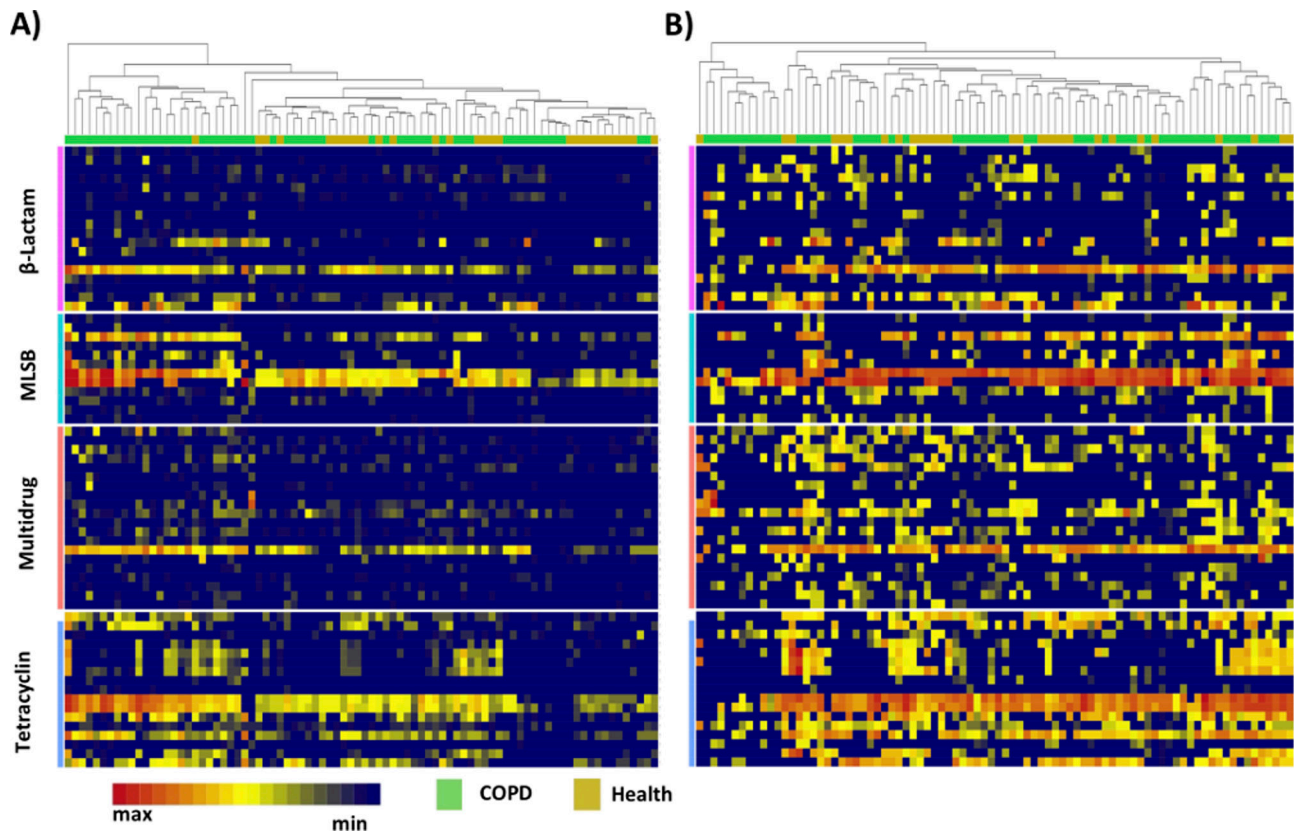 A)
B)
β-Lactam
MLSB
Multidrug
Tetracyclin
max
min
COPD
Health